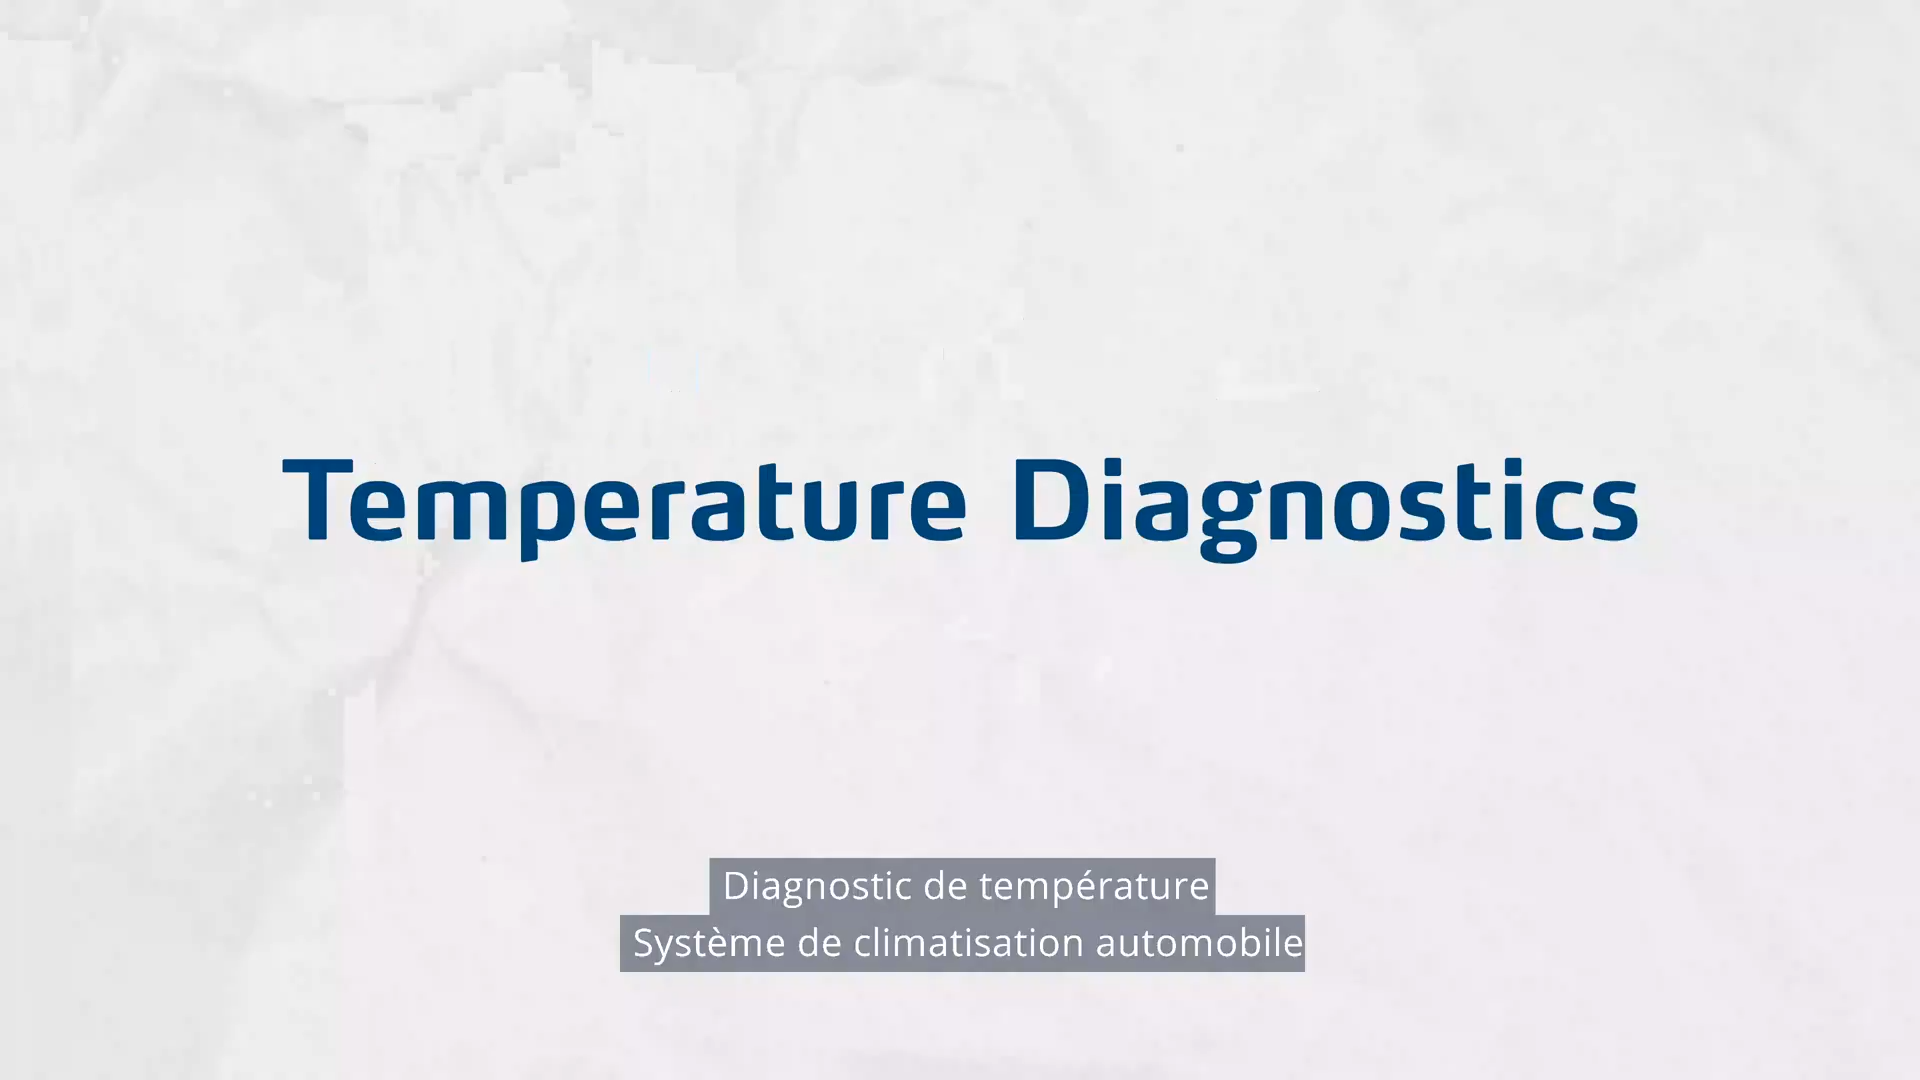 Temperature Diagnostics
Diagnostic de température
Système de climatisation automobile